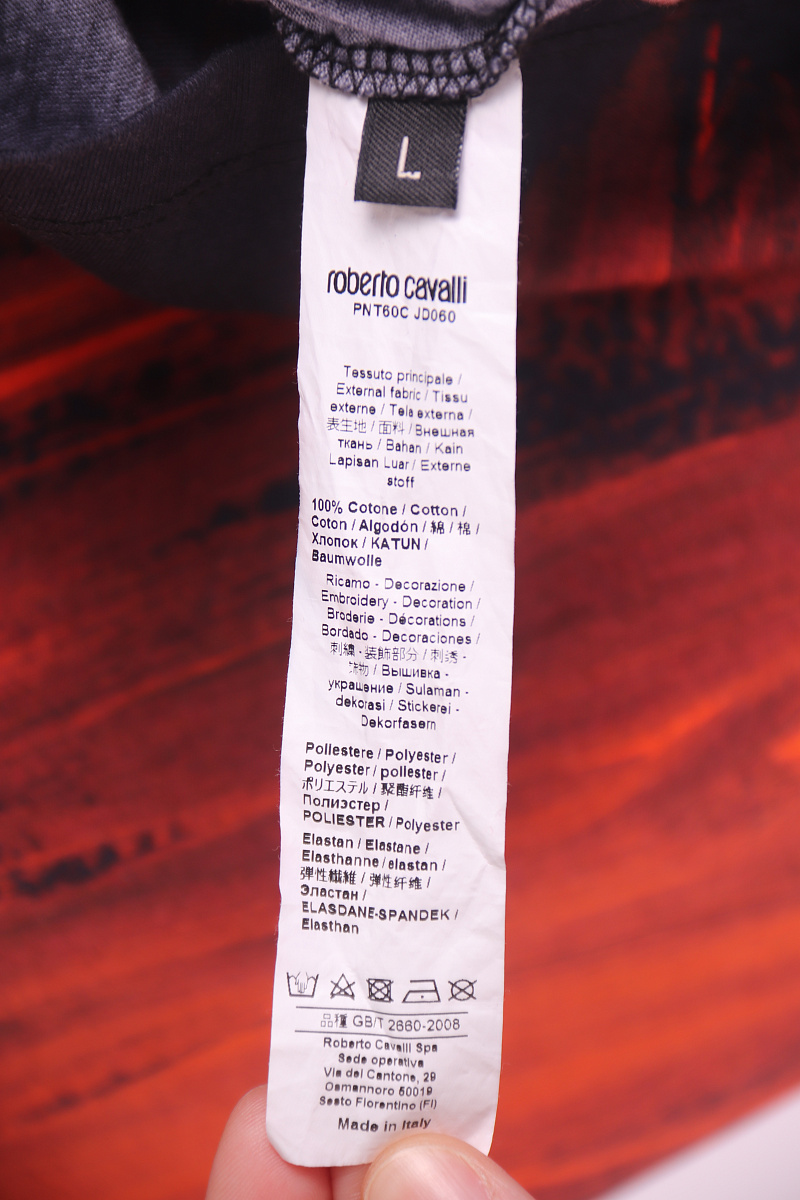 L
roberto cavalli
PNT60C JD060
Tessuto principale /
External fabric / Tissu
externe / Tela externa /
表生地 / 面料 / Внешная
ткань / Bahan / Kain
Lapisan Luar / Externe
stoff
100% Cotone / Cotton /
Coton / Algodón / 綿 / 棉 /
Хлопок / KATUN /
Baumwolle
Ricamo - Decorazione /
Embroidery - Decoration /
Broderie - Décorations /
Bordado - Decoraciones /
刺繍 - 装飾部分 / 刺绣 -
饰物 / Вышивка -
украшение / Sulaman -
dekorasi / Stickerei -
Dekorfasern
Poliestere / Polyester /
Polyester / poliester /
ポリエステル / 聚酯纤维 /
Полиэстер /
POLIESTER / Polyester
Elastan / Elastane /
Elasthanne / elastan /
弾性繊維 / 弹性纤维 /
Эластан /
ELASDANE-SPANDEK /
Elasthan
品種 GB/T 2660-2008
Roberto Cavalli Spa
Sede operativa
Via del Cantone, 29
Osmannoro 50019
Sesto Fiorentino (FI)
Made in Italy